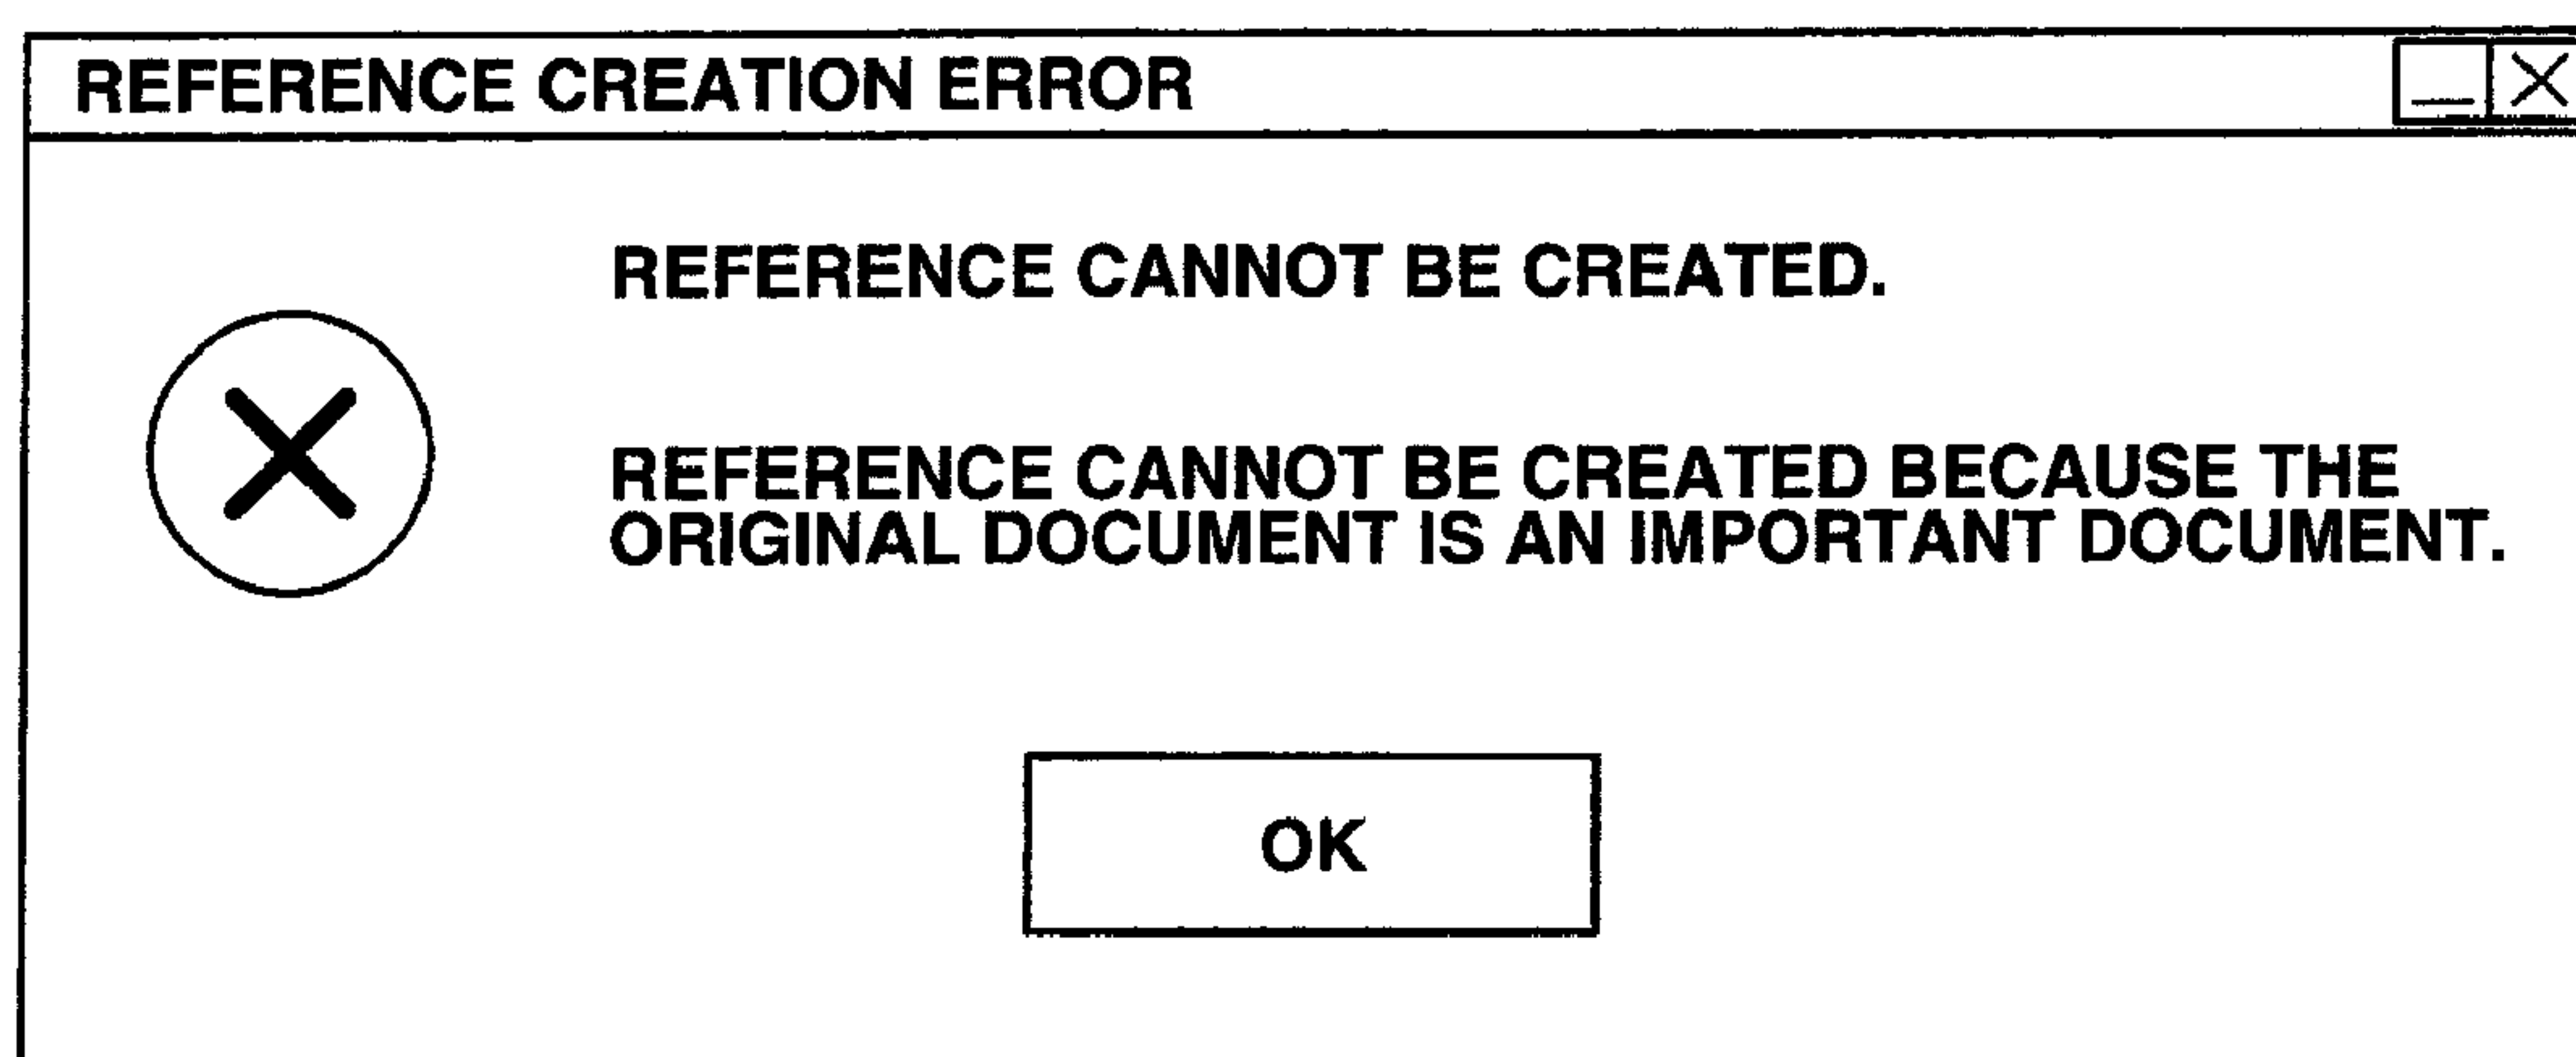 REFERENCE CREATION ERROR
REFERENCE CANNOT BE CREATED.
REFERENCE CANNOT BE CREATED BECAUSE THE
ORIGINAL DOCUMENT IS AN IMPORTANT DOCUMENT.
OK